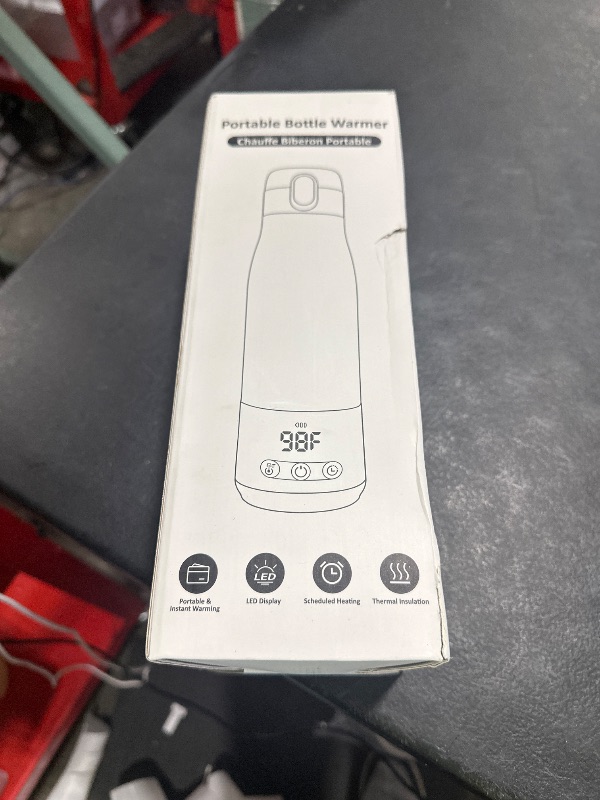 Portable Bottle Warmer
Chauffe Biberon Portable
98F
LED
Portable &
Instant Warming
LED Display
Scheduled Heating
Thermal Insulation